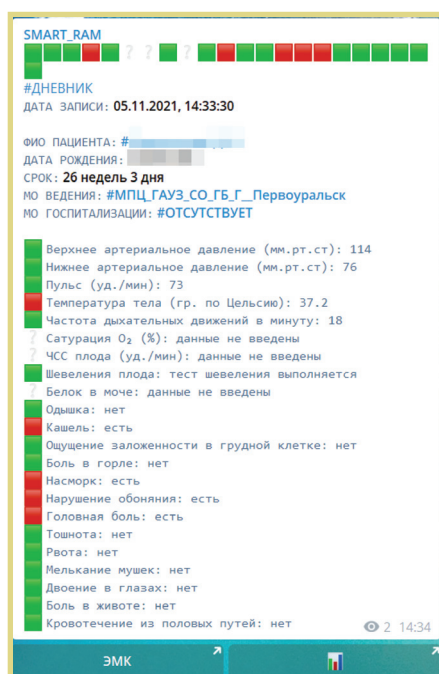 SMART_RAM
? ? ?
#ДНЕВНИК
ДАТА ЗАПИСИ: 05.11.2021, 14:33:30
ФИО ПАЦИЕНТА: #
ДАТА РОЖДЕНИЯ:
СРОК: 26 недель 3 дня
МО ВЕДЕНИЯ: #МПЦ_ГАУЗ_СО_ГБ_Г__Первоуральск
МО ГОСПИТАЛИЗАЦИИ: #ОТСУТСТВУЕТ
Верхнее артериальное давление (мм.рт.ст): 114
Нижнее артериальное давление (мм.рт.ст): 76
Пульс (уд./мин): 73
Температура тела (гр. по Цельсию): 37.2
Частота дыхательных движений в минуту: 18
? Сатурация O₂ (%): данные не введены
? ЧСС плода (уд./мин): данные не введены
Шевеления плода: тест шевеления выполняется
? Белок в моче: данные не введены
Одышка: нет
Кашель: есть
Ощущение заложенности в грудной клетке: нет
Боль в горле: нет
Насморк: есть
Нарушение обоняния: есть
Головная боль: есть
Тошнота: нет
Рвота: нет
Мелькание мушек: нет
Двоение в глазах: нет
Боль в животе: нет
Кровотечение из половых путей: нет 2 14:34
ЭМК